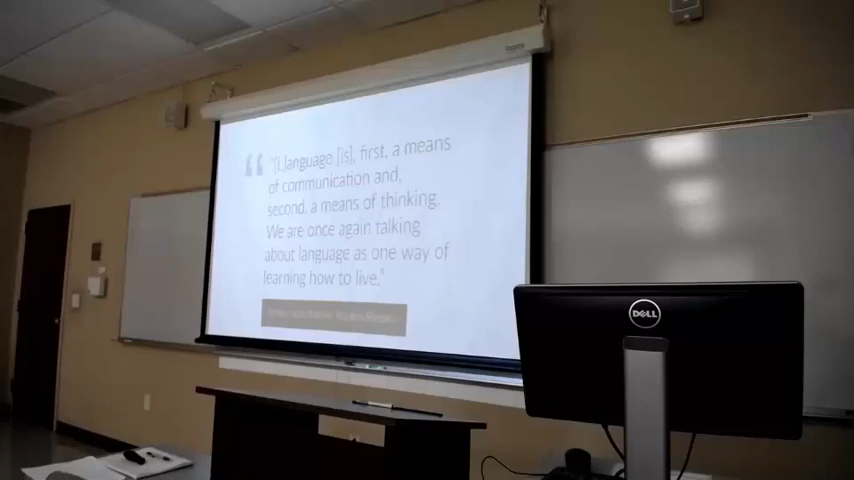 “[L]anguage [is], first, a means
of communication and,
second, a means of thinking.
We are once again talking
about language as one way of
learning how to live.”
DELL